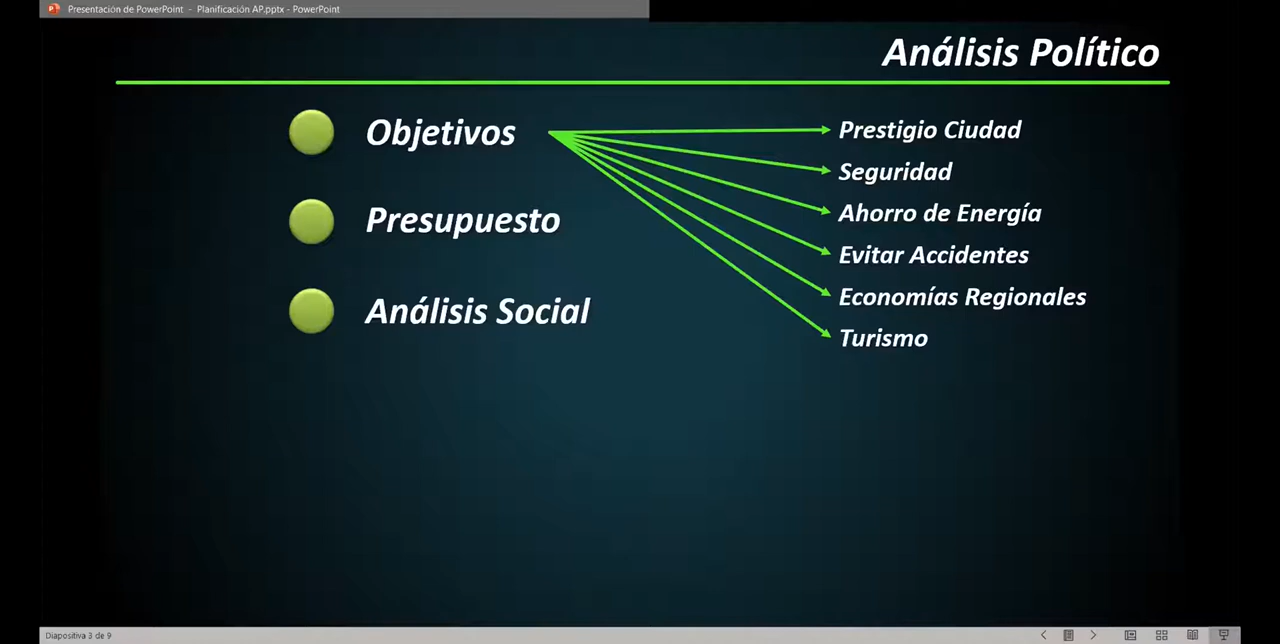 Presentación de PowerPoint - Planificación AP.pptx - PowerPoint
Análisis Político
Objetivos
Presupuesto
Análisis Social
Prestigio Ciudad
Seguridad
Ahorro de Energía
Evitar Accidentes
Economías Regionales
Turismo
Diapositiva 3 de 9